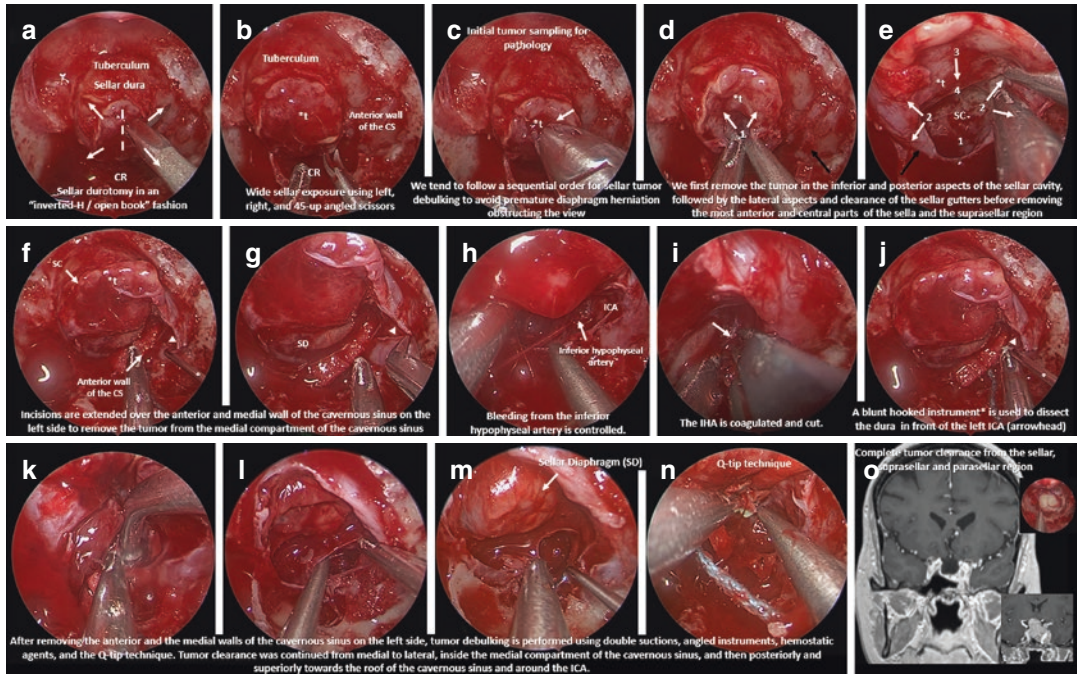 a
Tuberculum
Sellar dura
CR
Sellar durotomy in an
"inverted-H / open book" fashion
b
Tuberculum
*t
Anterior wall
of the CS
CR
Wide sellar exposure using left,
right, and 45-up angled scissors
c
Initial tumor sampling for
pathology
*t
We tend to follow a sequential order for sellar tumor
debulking to avoid premature diaphragm herniation
obstructing the view
d
*t
1
e
3
*t
4
2
SC
2
1
We first remove the tumor in the inferior and posterior aspects of the sellar cavity,
followed by the lateral aspects and clearance of the sellar gutters before removing
the most anterior and central parts of the sella and the suprasellar region
f
SC
*t
Anterior wall
of the CS
g
SD
Incisions are extended over the anterior and medial wall of the cavernous sinus on the
left side to remove the tumor from the medial compartment of the cavernous sinus
h
ICA
Inferior hypophyseal
artery
Bleeding from the inferior
hypophyseal artery is controlled.
i
The IHA is coagulated and cut.
j
*
A blunt hooked instrument* is used to dissect
the dura in front of the left ICA (arrowhead)
k
l
m
Sellar Diaphragm (SD)
n
Q-tip technique
After removing the anterior and the medial walls of the cavernous sinus on the left side, tumor debulking is performed using double suctions, angled instruments, hemostatic
agents, and the Q-tip technique. Tumor clearance was continued from medial to lateral, inside the medial compartment of the cavernous sinus, and then posteriorly and
superiorly towards the roof of the cavernous sinus and around the ICA.
o
Complete tumor clearance from the sellar,
suprasellar and parasellar region